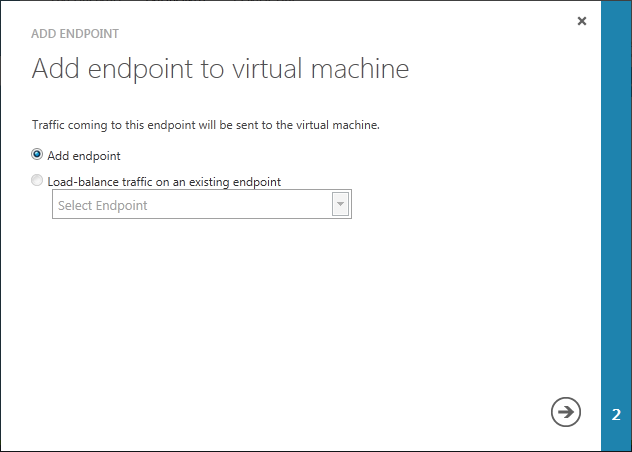 ADD ENDPOINT
Add endpoint to virtual machine
Traffic coming to this endpoint will be sent to the virtual machine.
Add endpoint
Load-balance traffic on an existing endpoint
Select Endpoint
2